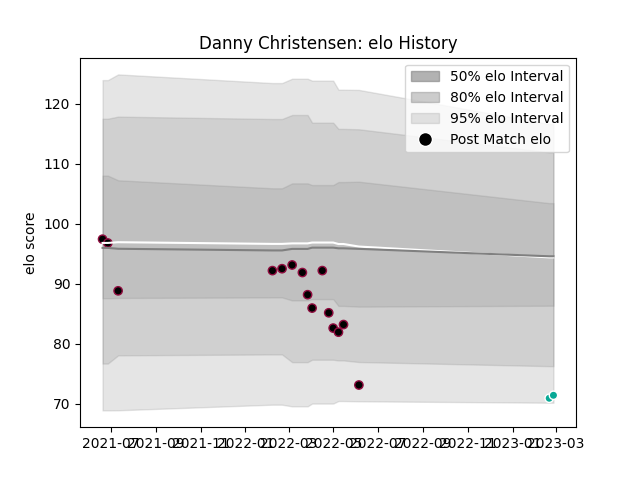 Danny Christensen: elo History
50% elo Interval
80% elo Interval
95% elo Interval
Post Match elo
elo score
120
110
100
90
80
70
2021-07 2021-09 2021-11 2022-01 2022-03 2022-05 2022-07 2022-09 2022-11 2023-01 2023-03